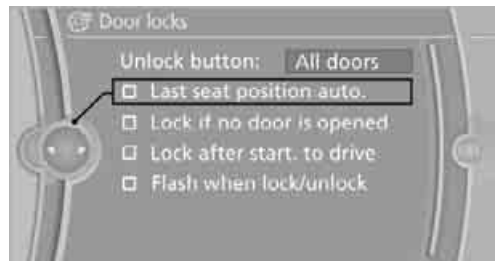 Door locks
Unlock button: All doors
Last seat position auto.
Lock if no door is opened
Lock after start. to drive
Flash when lock/unlock